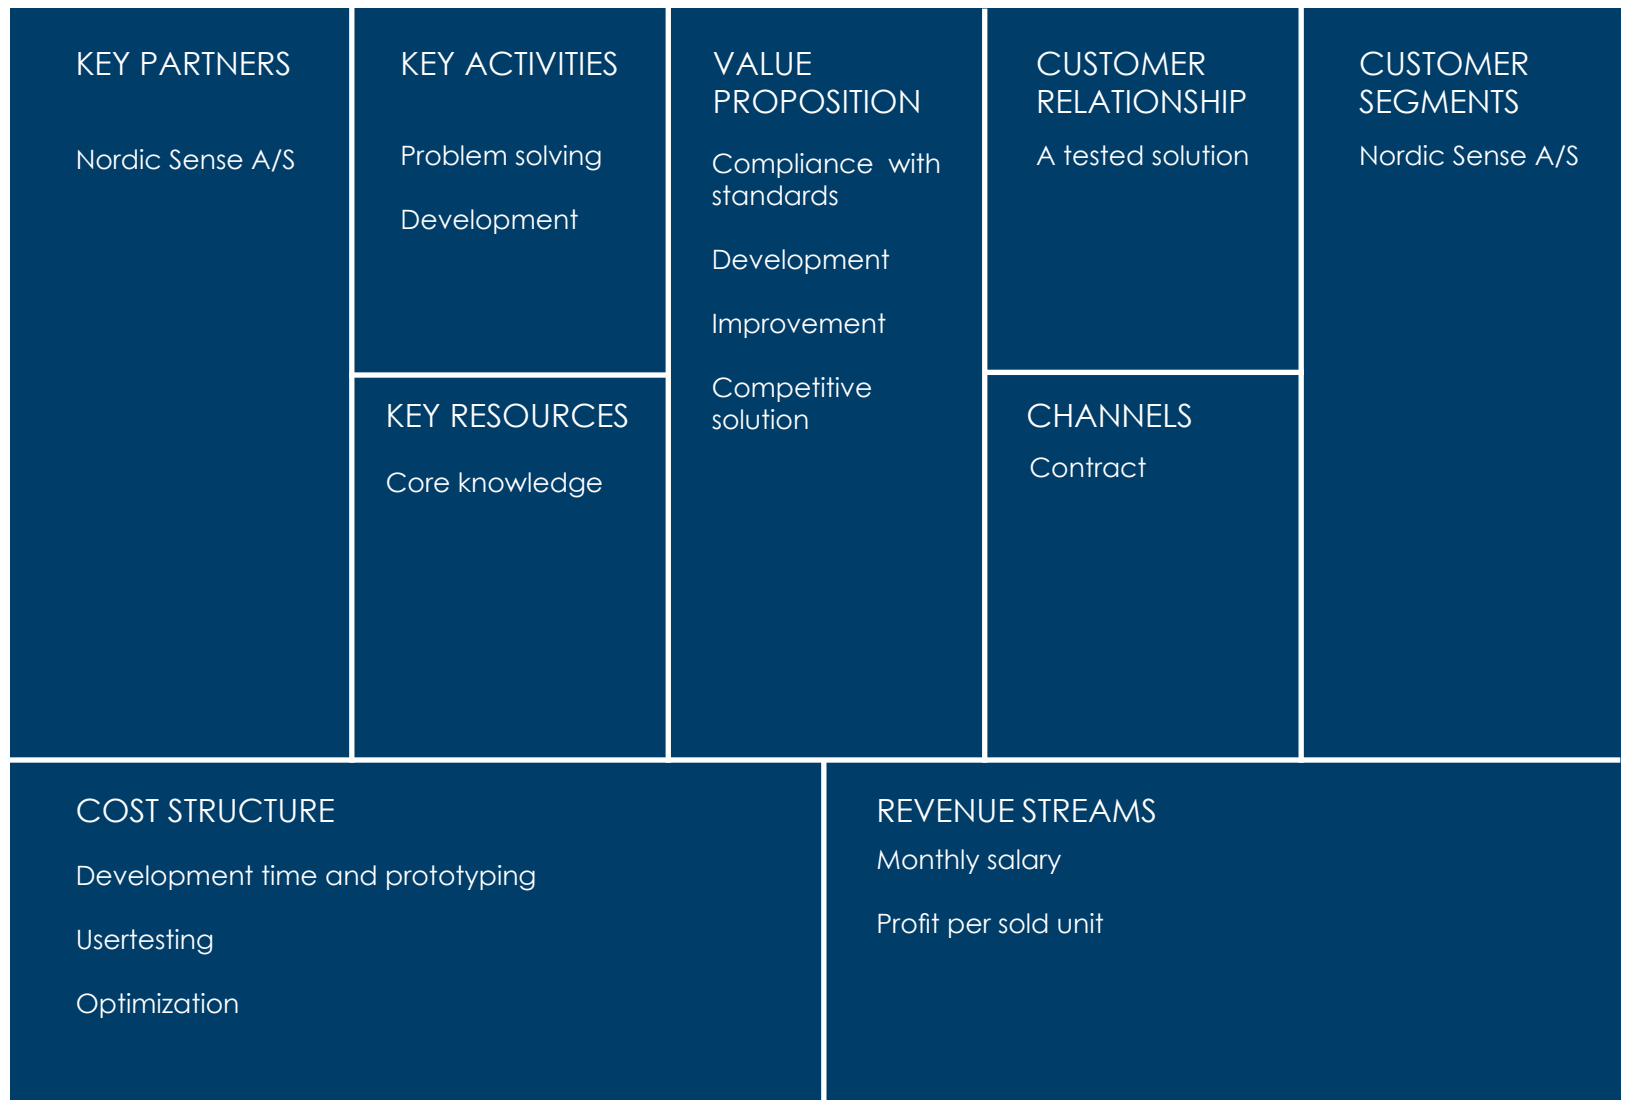 KEY PARTNERS
Nordic Sense A/S
KEY ACTIVITIES
Problem solving
Development
KEY RESOURCES
Core knowledge
VALUE
PROPOSITION
Compliance  with
standards
Development
Improvement
Competitive
solution
CUSTOMER
RELATIONSHIP
A tested solution
CHANNELS
Contract
CUSTOMER
SEGMENTS
Nordic Sense A/S
COST STRUCTURE
Development time and prototyping
Usertesting
Optimization
REVENUE STREAMS
Monthly salary
Profit per sold unit